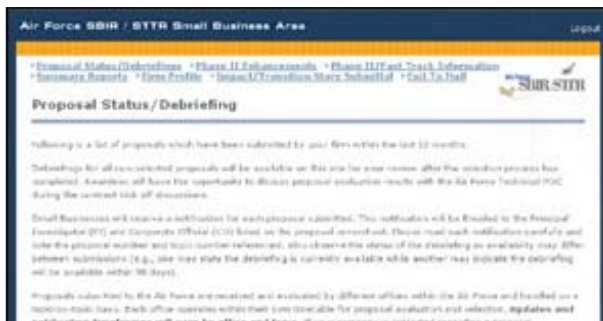 Air Force SBIR / STTR Small Business Area
Logout
Proposal Status/Debriefings Phase II Enhancements Phase II/Fast Track Information
Summary Reports Firm Profile Impact/Transition Story Submittal Exit To Mall
SBIR STTR
Proposal Status/Debriefing
Following is a list of proposals which have been submitted by your firm within the last 12 months.
Debriefings for all non-selected proposals will be available on this site for your review after the selection process has
completed. Awardees will have the opportunity to discuss proposal evaluation results with the Air Force Technical POC
during the contract kick off discussions.
Small Businesses will receive a notification for each proposal submitted. This notification will be Emailed to the Principal
Investigator (PI) and Corporate Official (CO) listed on the proposal Please read each notification carefully and
note the proposal number and topic number referenced. Also observe the status of the debriefing as availability may differ
between submissions (e.g., one may state the debriefing is currently available while another may indicate the debriefing
will be available within 90 days).
Proposals submitted to the Air Force are received and evaluated by different offices within the Air Force and handled on a
topic-by-topic basis. Each office operates within their own timetable for proposal evaluation and selection. Updates and